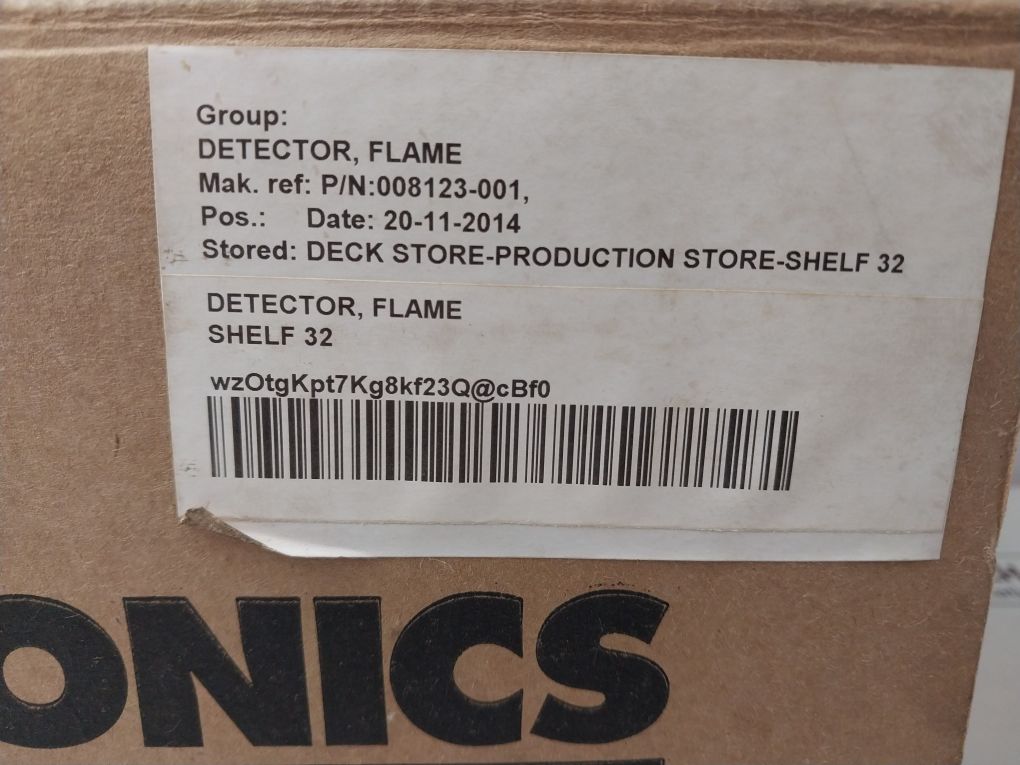 Group:
DETECTOR, FLAME
Mak. ref: P/N:008123-001,
Pos.: Date: 20-11-2014
Stored: DECK STORE-PRODUCTION STORE-SHELF 32
DETECTOR, FLAME
SHELF 32
wzOtgKpt7Kg8kf23Q@cBf0
ONICS